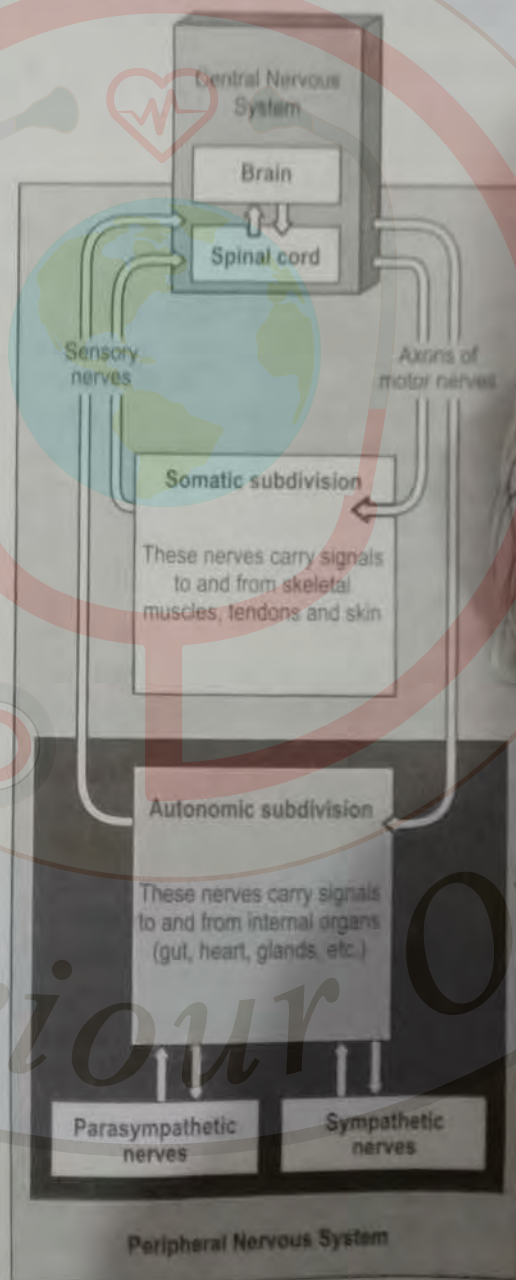 Central Nervous
System
Brain
Spinal cord
Sensory
nerves
Axons of
motor nerves
Somatic subdivision
These nerves carry signals
to and from skeletal
muscles, tendons and skin
Autonomic subdivision
These nerves carry signals
to and from internal organs
(gut, heart, glands, etc.)
iour O
Parasympathetic
nerves
Sympathetic
nerves
Peripheral Nervous System